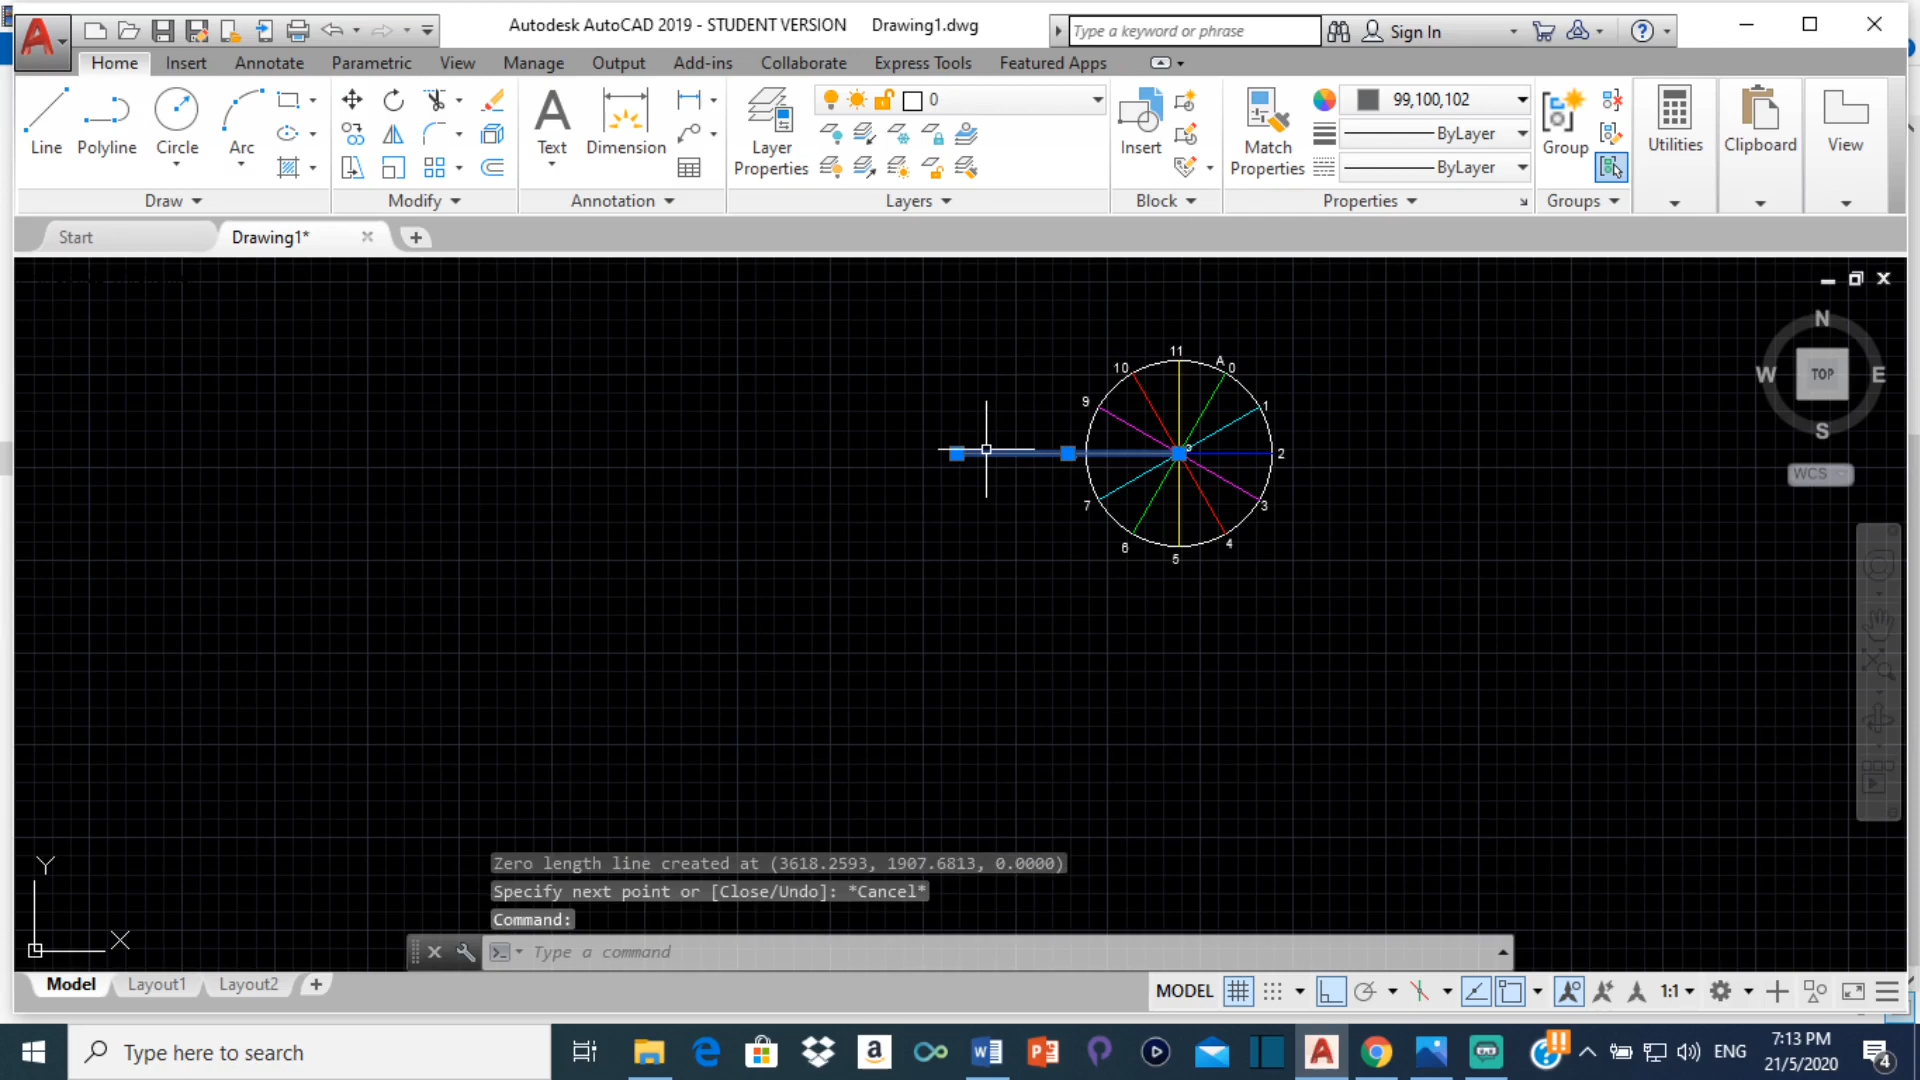 Autodesk AutoCAD 2019 - STUDENT VERSION Drawing1.dwg
Type a keyword or phrase
Sign In
Home Insert Annotate Parametric View Manage Output Add-ins Collaborate Express Tools Featured Apps
Line Polyline Circle Arc
Text Dimension
Layer Properties
0
Insert
Match Properties
99,100,102
ByLayer
ByLayer
Group
Utilities Clipboard View
Draw Modify Annotation Layers Block Properties Groups
Start Drawing1*
11
10 A 0
9 1
2
7 3
6 5 4
N
W TOP E
S
WCS
Zero length line created at (3618.2593, 1907.6813, 0.0000)
Specify next point or [Close/Undo]: *Cancel*
Command:
Type a command
Y
X
Model Layout1 Layout2
MODEL 1:1
Type here to search
ENG
7:13 PM
21/5/2020
4